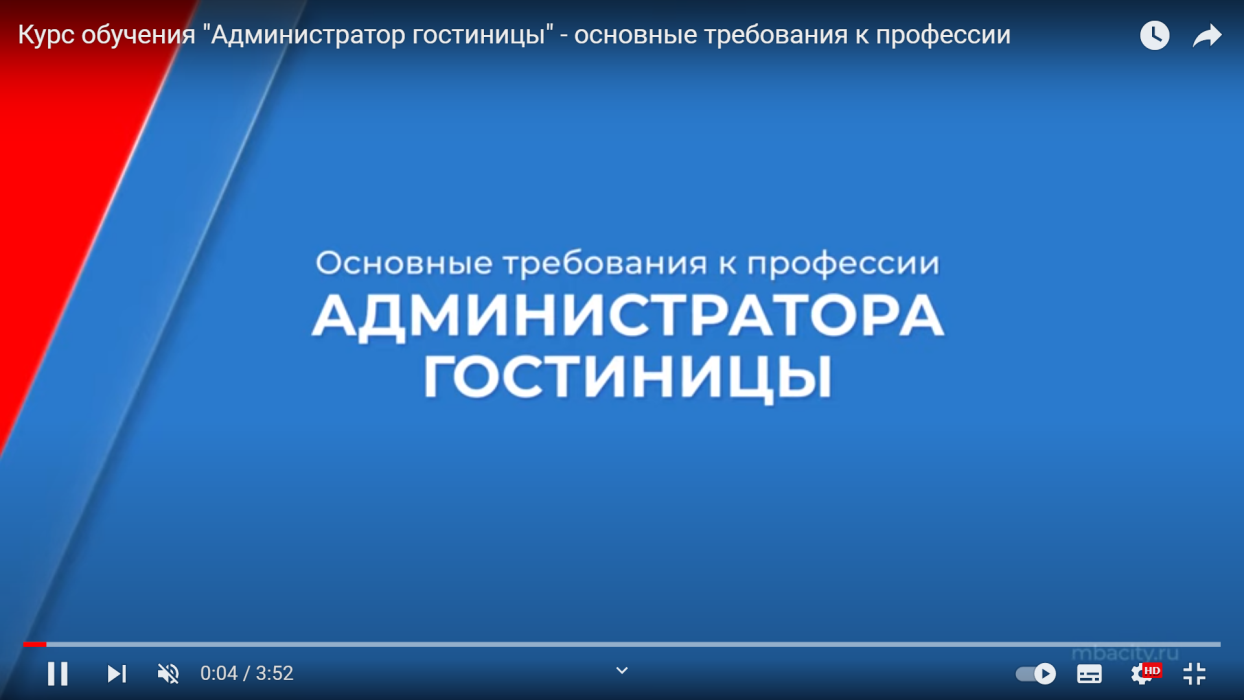 Курс обучения "Администратор гостиницы" - основные требования к профессии
Основные требования к профессии
АДМИНИСТРАТОРА
ГОСТИНИЦЫ
mbacity.ru
0:04 / 3:52
HD